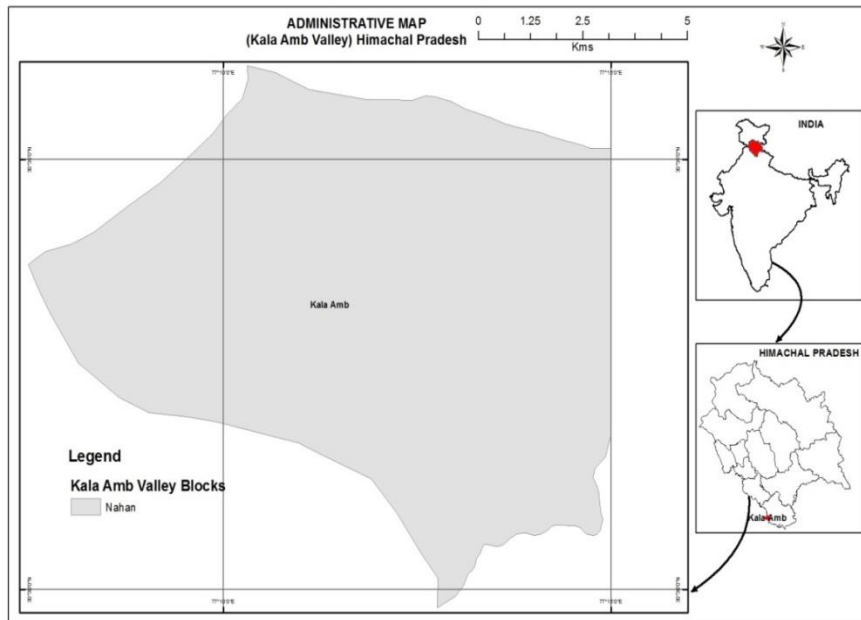 ADMINISTRATIVE MAP
(Kala Amb Valley) Himachal Pradesh
0 1.25 2.5 5
Kms
INDIA
Kala Amb
HIMACHAL PRADESH
Kala Amb
Legend
Kala Amb Valley Blocks
Nahan